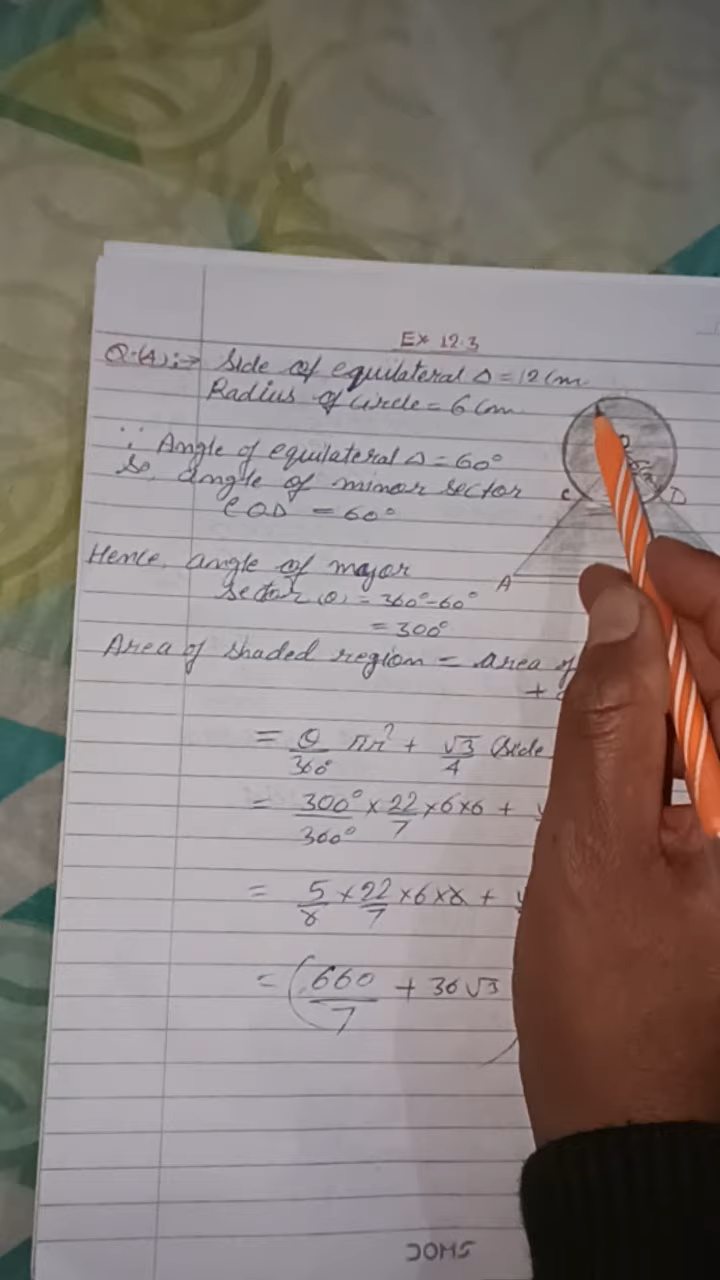 Ex 12.3
Q.(4):→ Side of equilateral Δ = 12 cm.
Radius of circle = 6 cm
∵ Angle of equilateral Δ = 60°
So, angle of minor sector
COD = 60°
C
D
A
Hence, angle of major
sector (θ) = 360° - 60°
= 300°
Area of shaded region = area of
+
= θ/360° πr² + √3/4 (side
= 300°/360° × 22/7 × 6×6 +
= 5/6 × 22/7 × 6×6 +
= (660/7 + 36√3
DOMS